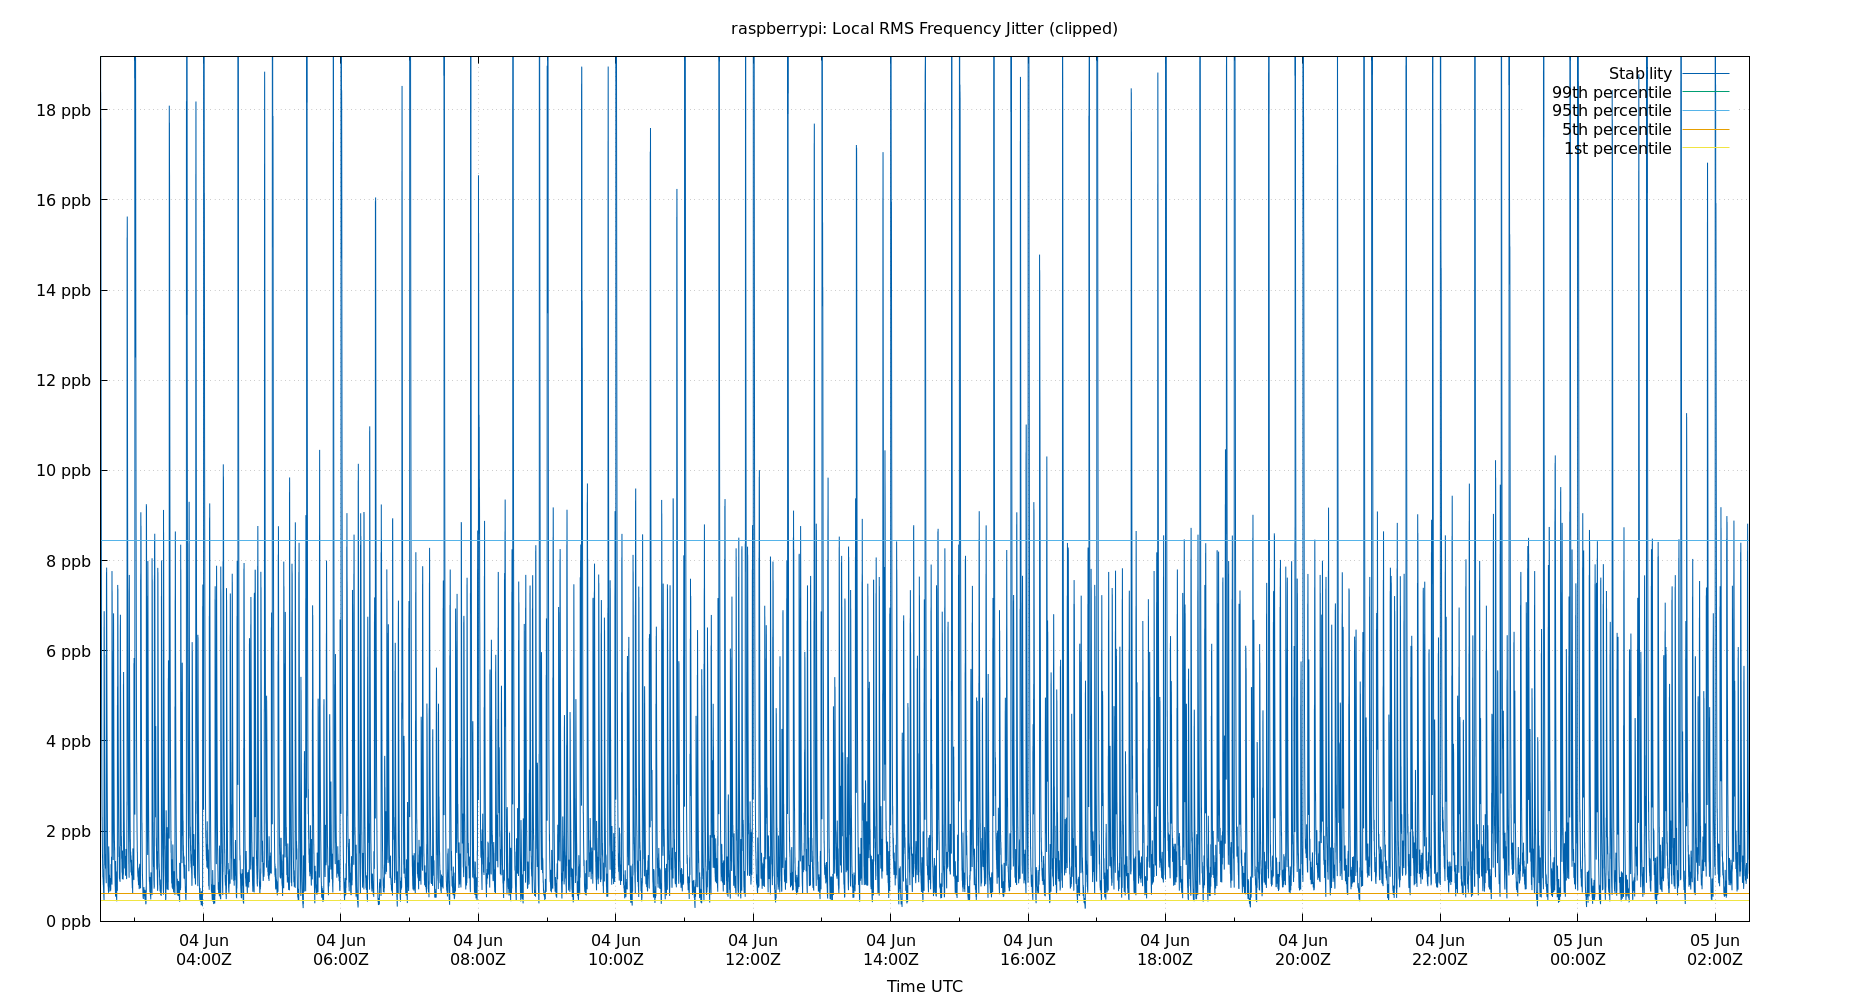 raspberrypi: Local RMS Frequency Jitter (clipped)
Stability
99th percentile
95th percentile
5th percentile
1st percentile
18 ppb
16 ppb
14 ppb
12 ppb
10 ppb
8 ppb
6 ppb
4 ppb
2 ppb
0 ppb
04 Jun 04 Jun 04 Jun 04 Jun 04 Jun 04 Jun 04 Jun 04 Jun 04 Jun 04 Jun 05 Jun 05 Jun
04:00Z 06:00Z 08:00Z 10:00Z 12:00Z 14:00Z 16:00Z 18:00Z 20:00Z 22:00Z 00:00Z 02:00Z
Time UTC